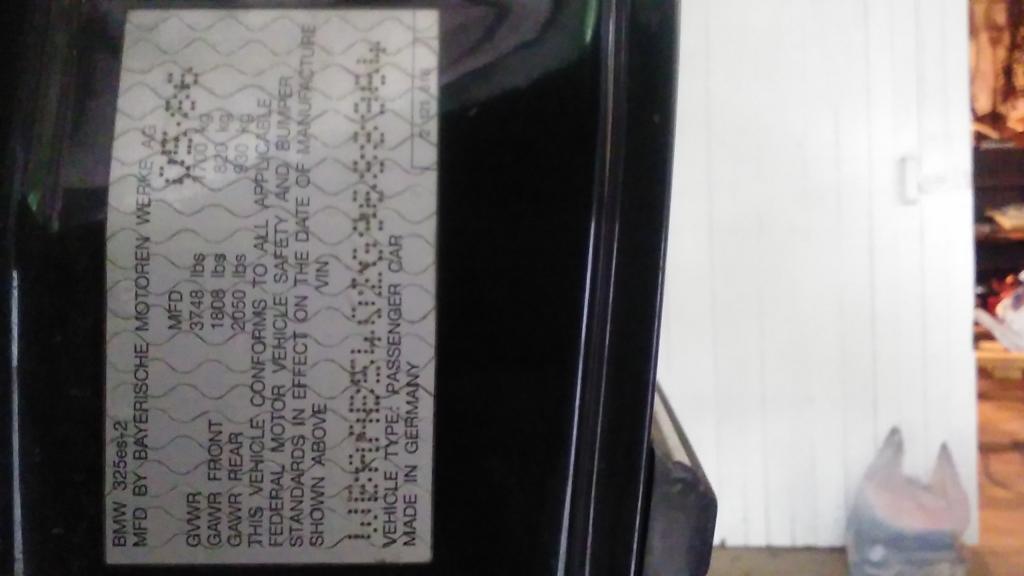 BMW 325es-2
MFD BY BAYERISCHE MOTOREN WERKE AG
MFD
GVWR 3748 lbs 1700 kg
GAWR FRONT 1808 lbs 820 kg
GAWR REAR 2050 lbs 930 kg
THIS VEHICLE CONFORMS TO ALL APPLICABLE
FEDERAL MOTOR VEHICLE SAFETY AND BUMPER
STANDARDS IN EFFECT ON THE DATE OF MANUFACTURE
SHOWN ABOVE VIN
VEHICLE TYPE: PASSENGER CAR
MADE IN GERMANY